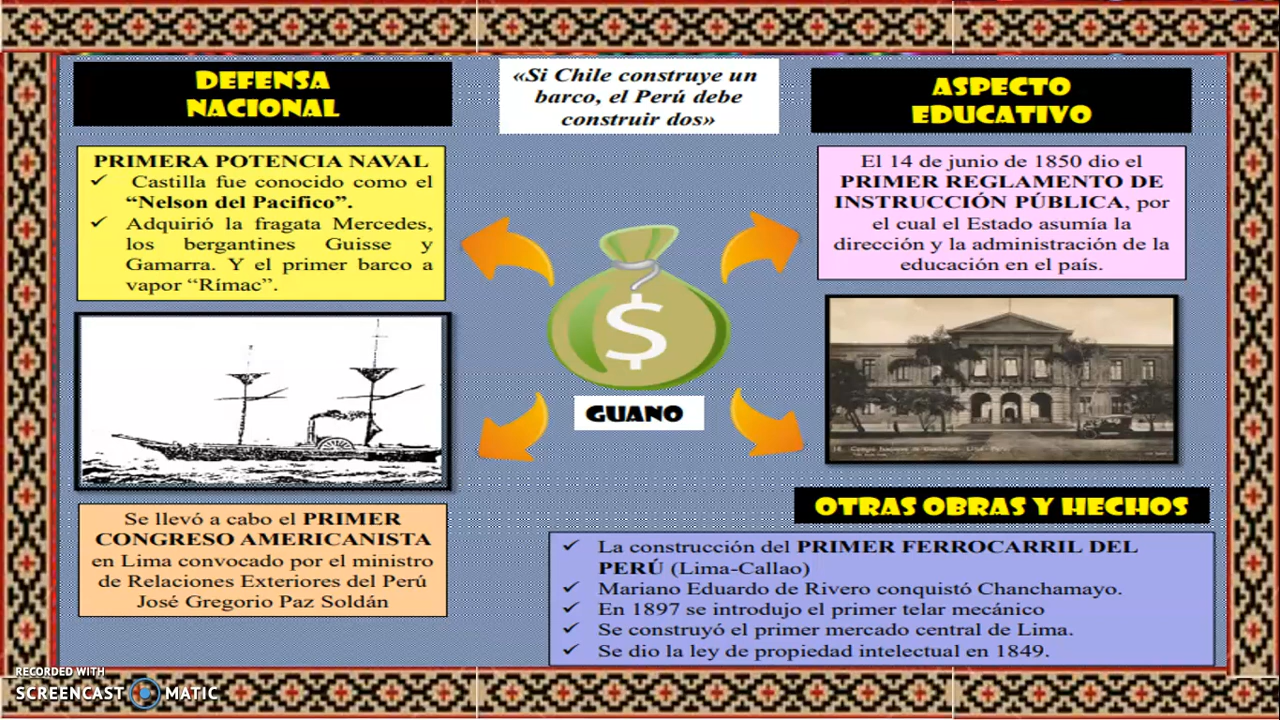 DEFENSA
NACIONAL
«Si Chile construye un
barco, el Perú debe
construir dos»
ASPECTO
EDUCATIVO
PRIMERA POTENCIA NAVAL
✓ Castilla fue conocido como el
“Nelson del Pacifico”.
✓ Adquirió la fragata Mercedes,
los bergantines Guisse y
Gamarra. Y el primer barco a
vapor “Rímac”.
El 14 de junio de 1850 dio el
PRIMER REGLAMENTO DE
INSTRUCCIÓN PÚBLICA, por
el cual el Estado asumía la
dirección y la administración de la
educación en el país.
$
GUANO
Se llevó a cabo el PRIMER
CONGRESO AMERICANISTA
en Lima convocado por el ministro
de Relaciones Exteriores del Perú
José Gregorio Paz Soldán
OTRAS OBRAS Y HECHOS
✓ La construcción del PRIMER FERROCARRIL DEL
PERÚ (Lima-Callao)
✓ Mariano Eduardo de Rivero conquistó Chanchamayo.
✓ En 1897 se introdujo el primer telar mecánico
✓ Se construyó el primer mercado central de Lima.
✓ Se dio la ley de propiedad intelectual en 1849.
RECORDED WITH
SCREENCAST MATIC